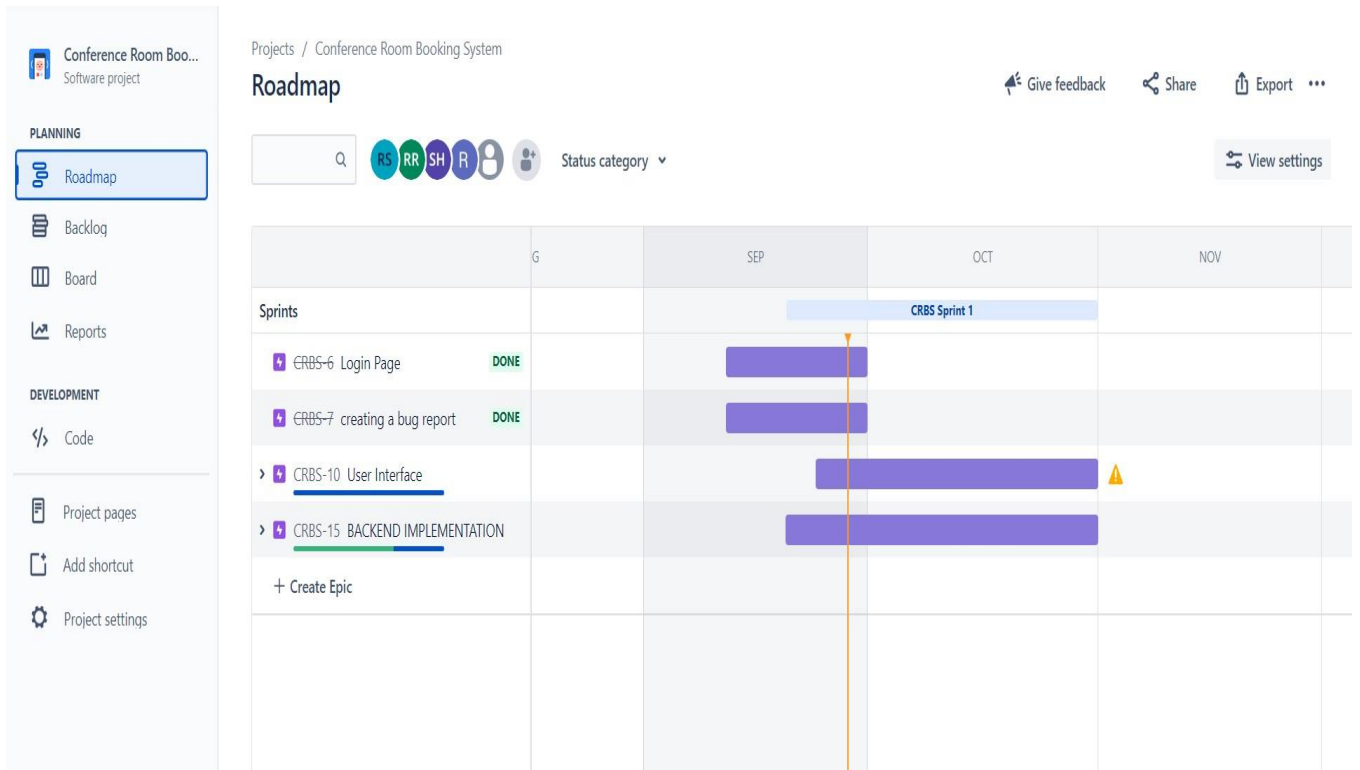 Conference Room Boo...
Software project
PLANNING
Roadmap
Backlog
Board
Reports
DEVELOPMENT
Code
Project pages
Add shortcut
Project settings
Projects / Conference Room Booking System
Roadmap
Give feedback
Share
Export
RS RR SH R
Status category
View settings
G SEP OCT NOV
Sprints
CRBS Sprint 1
CRBS-6 Login Page DONE
CRBS-7 creating a bug report DONE
CRBS-10 User Interface
CRBS-15 BACKEND IMPLEMENTATION
+ Create Epic